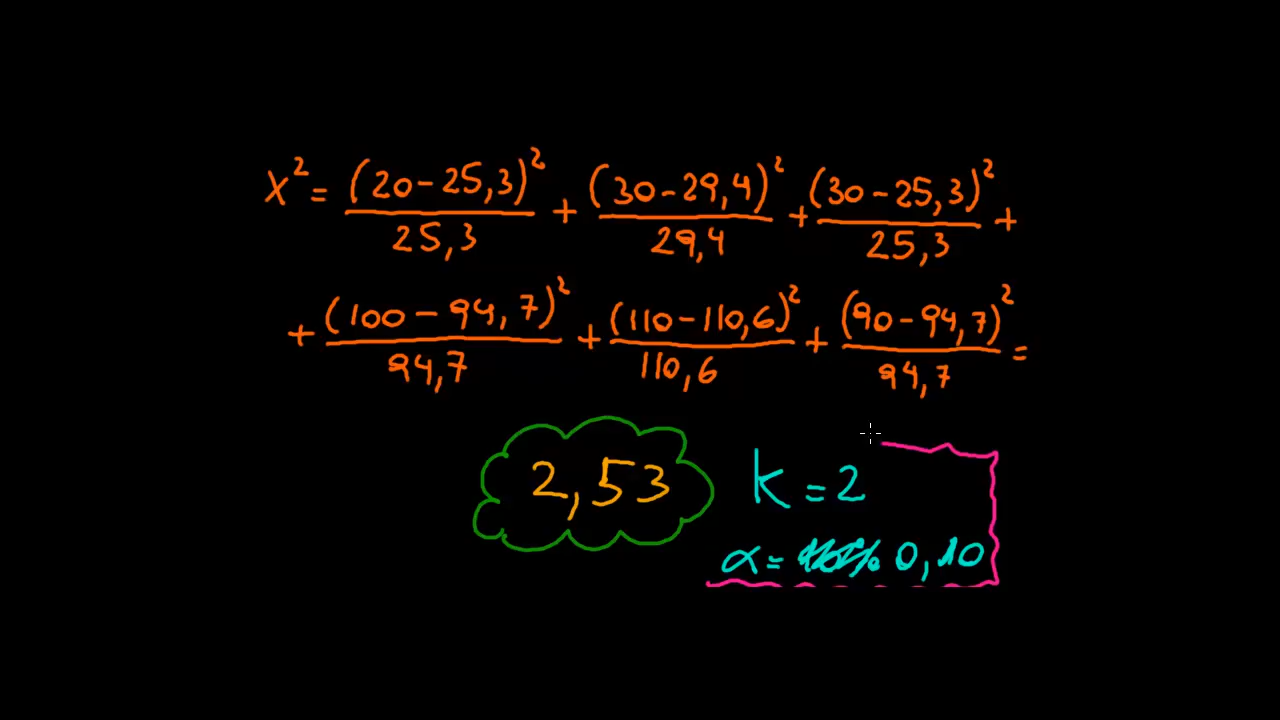 X² = (20-25,3)²/25,3 + (30-29,4)²/29,4 + (30-25,3)²/25,3 +
+ (100-94,7)²/94,7 + (110-110,6)²/110,6 + (90-94,7)²/94,7 =
2,53
K = 2
α = 0,10